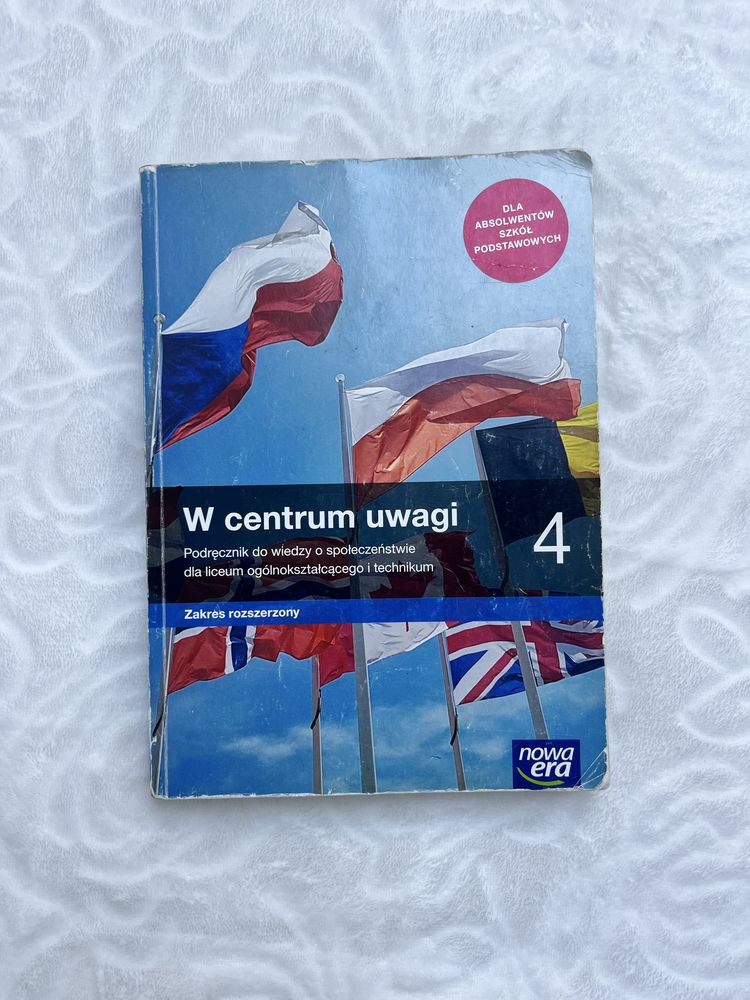 DLA
ABSOLWENTÓW
SZKÓŁ
PODSTAWOWYCH
W centrum uwagi
4
Podręcznik do wiedzy o społeczeństwie
dla liceum ogólnokształcącego i technikum
Zakres rozszerzony
nowa
era